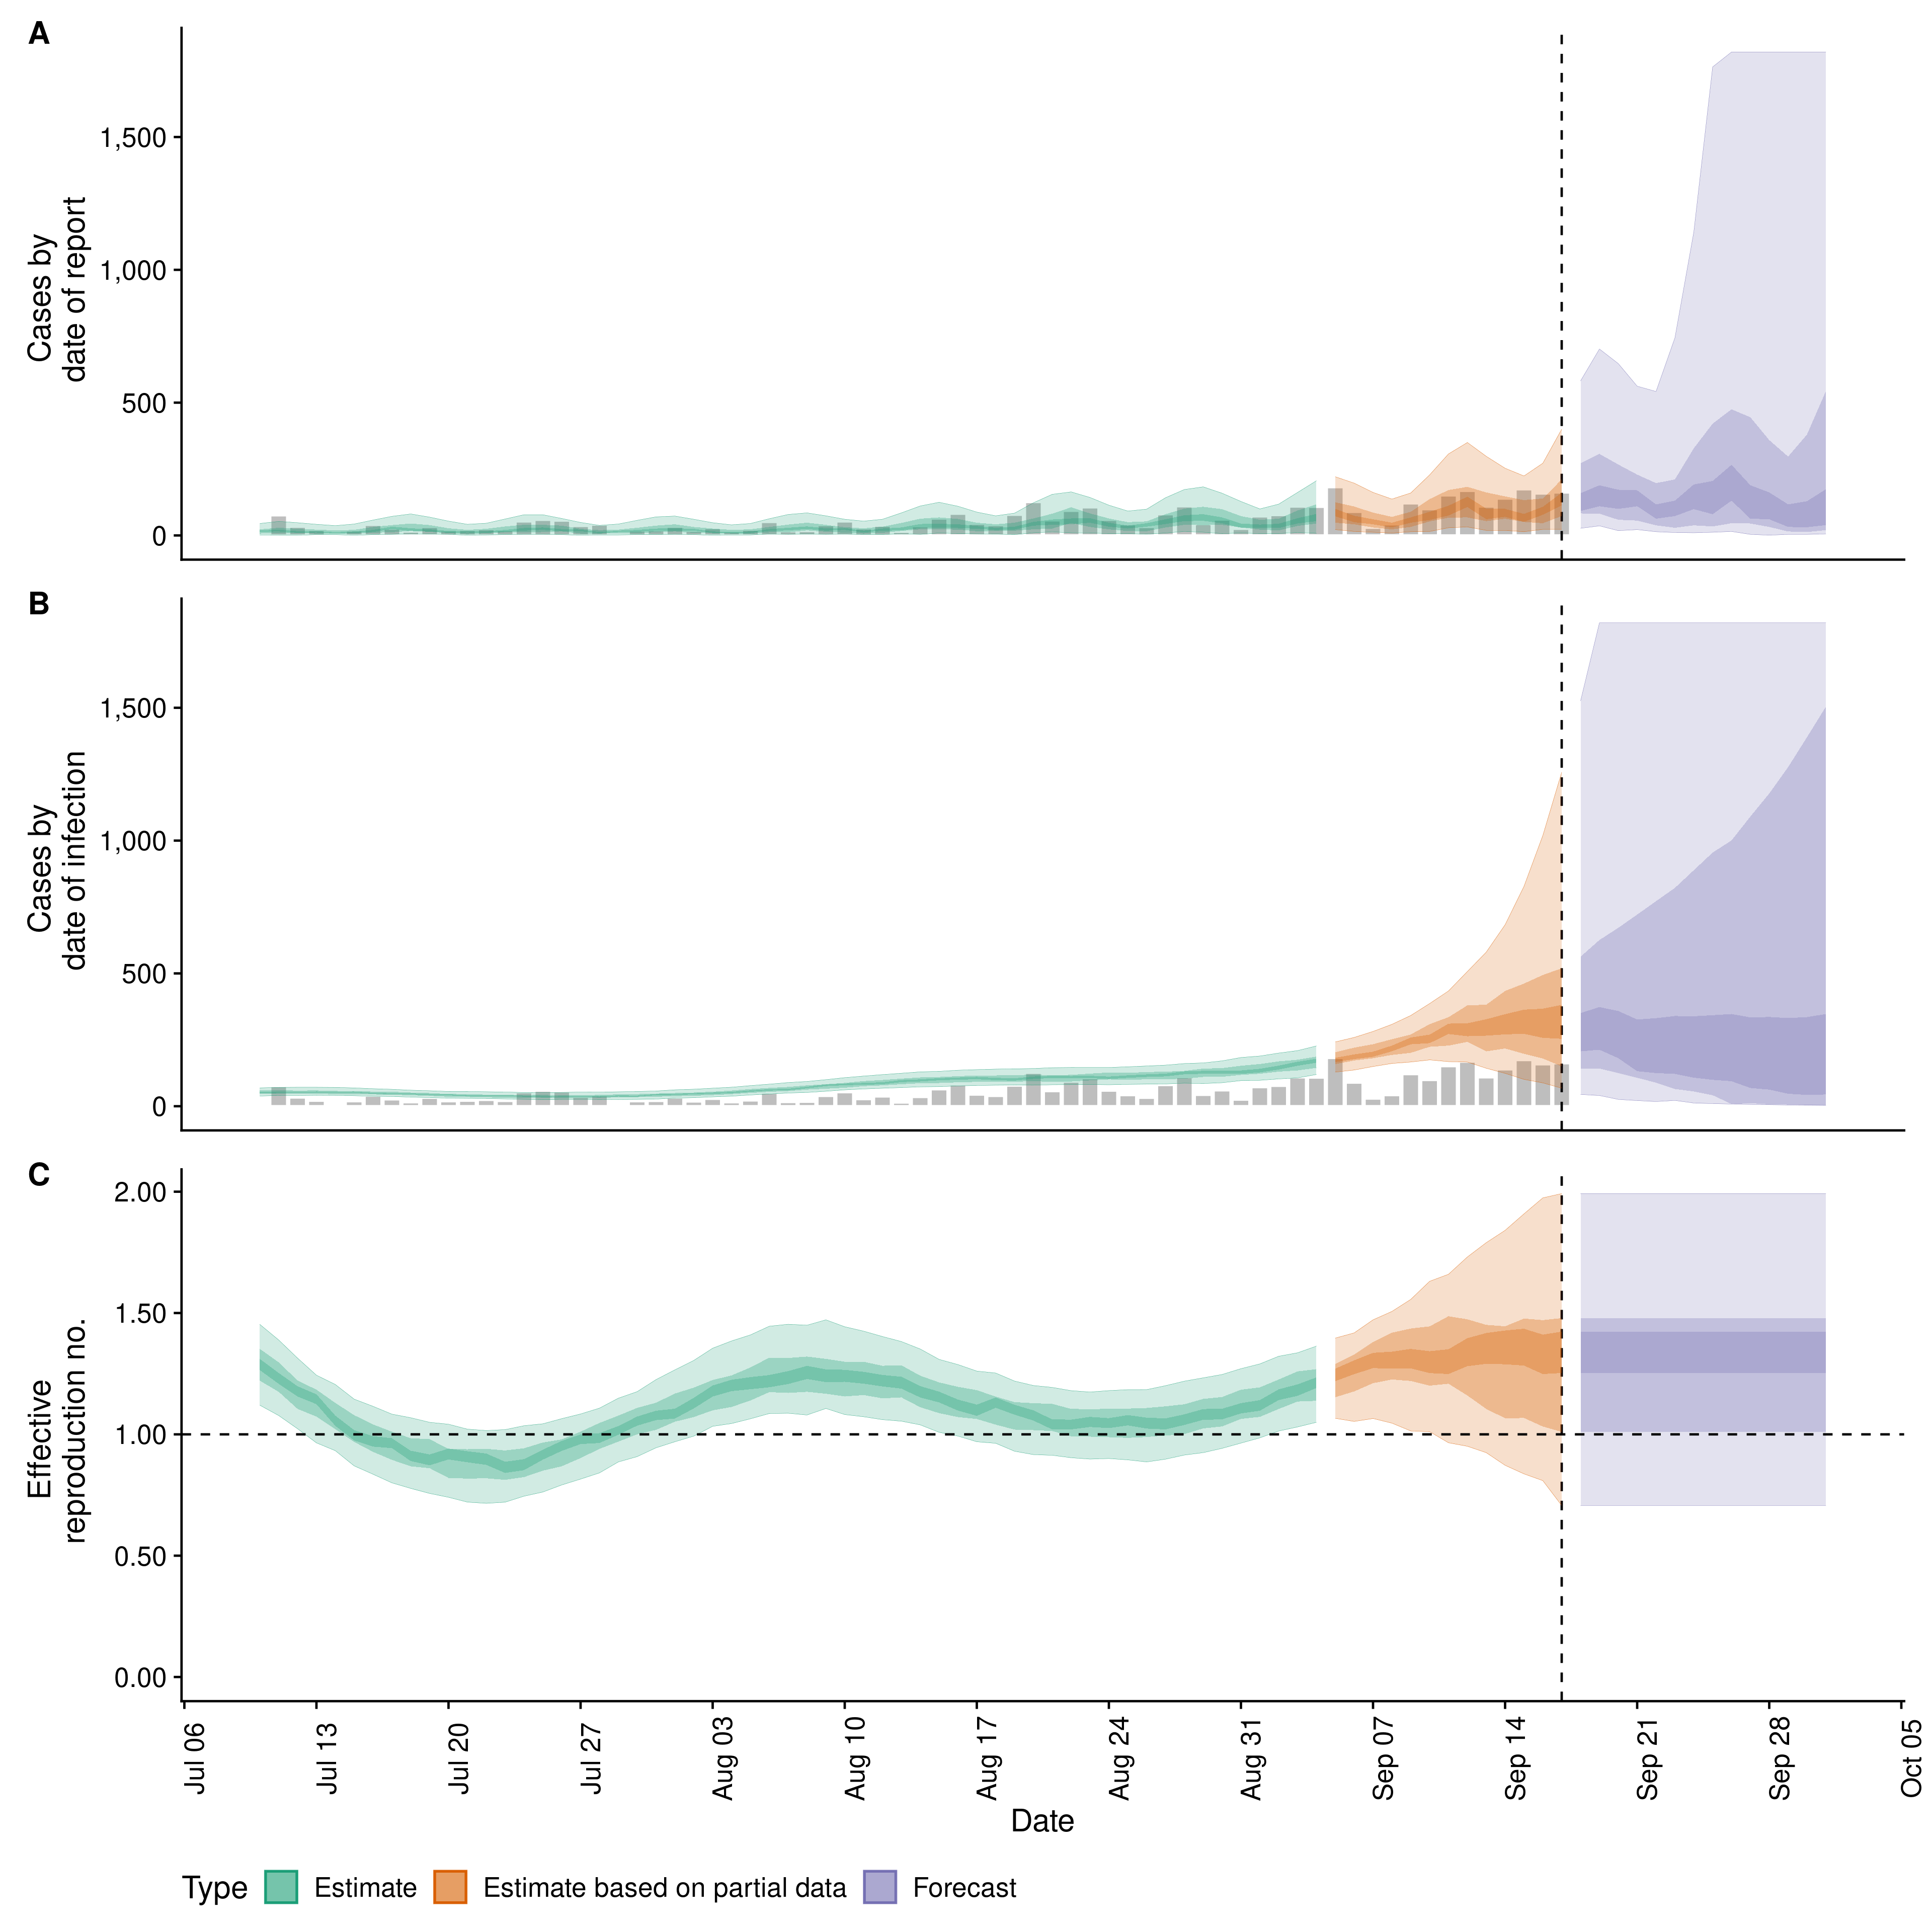 A
Cases by
date of report
1,500
1,000
500
0
B
Cases by
date of infection
1,500
1,000
500
0
C
Effective
reproduction no.
2.00
1.50
1.00
0.50
0.00
Jul 06
Jul 13
Jul 20
Jul 27
Aug 03
Aug 10
Aug 17
Aug 24
Aug 31
Sep 07
Sep 14
Sep 21
Sep 28
Oct 05
Date
Type Estimate Estimate based on partial data Forecast